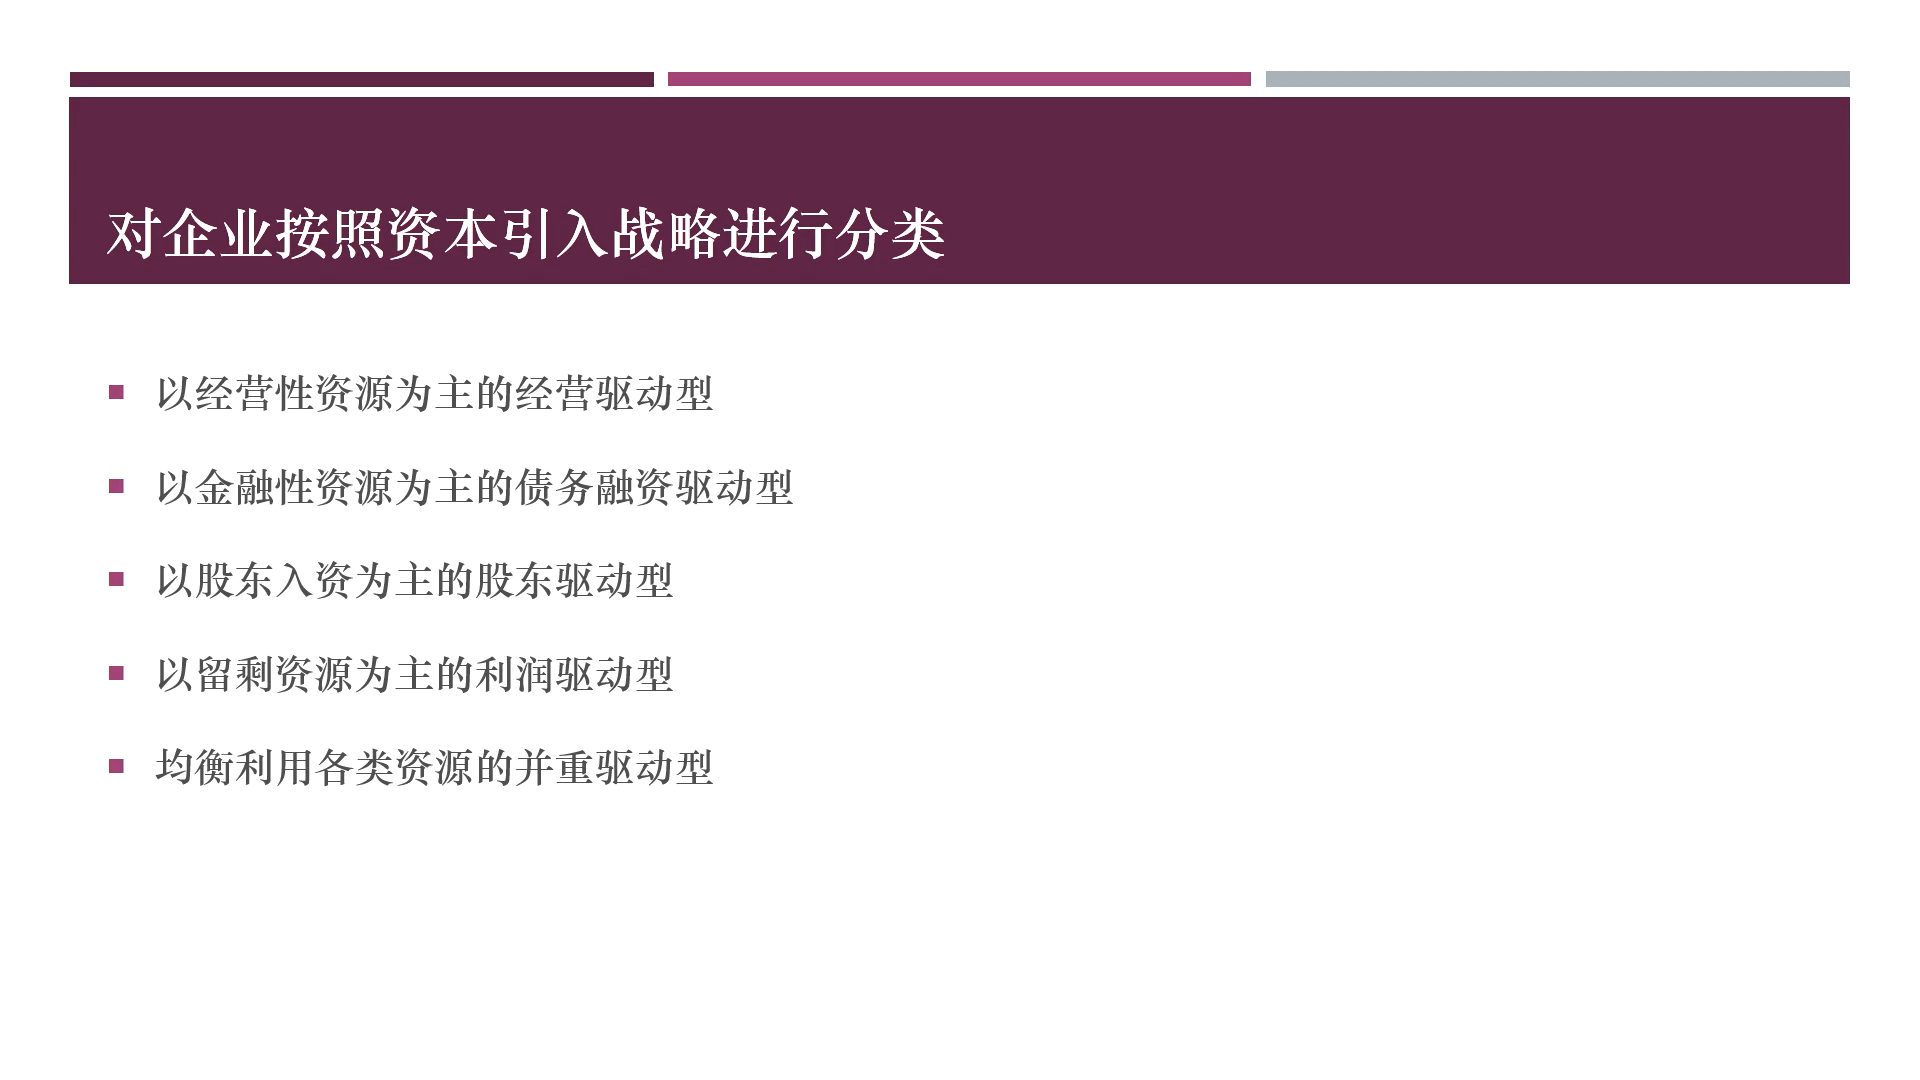 对企业按照资本引入战略进行分类
以经营性资源为主的经营驱动型
以金融性资源为主的债务融资驱动型
以股东入资为主的股东驱动型
以留剩资源为主的利润驱动型
均衡利用各类资源的并重驱动型